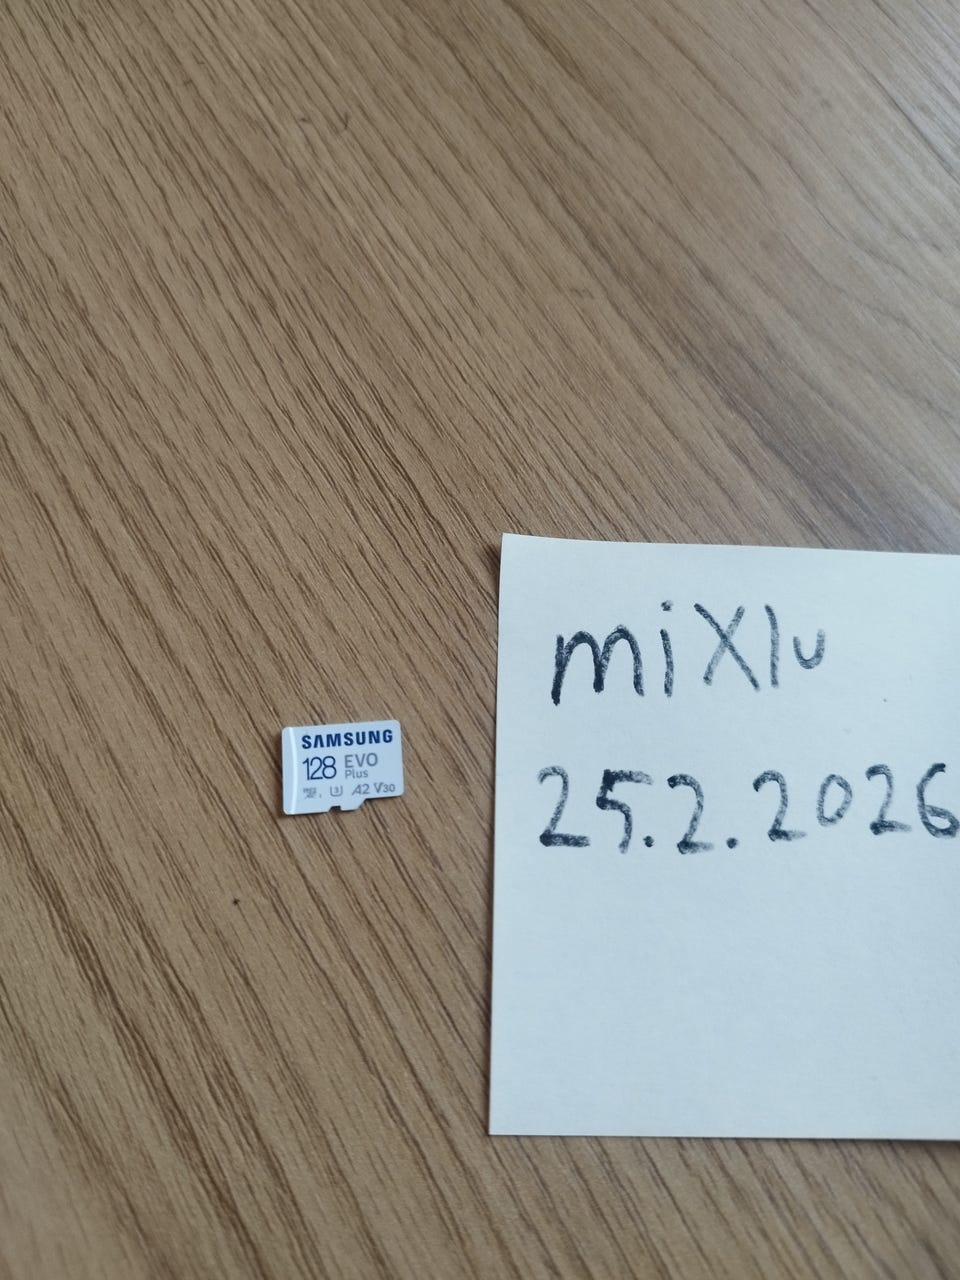 SAMSUNG
128 EVO
Plus
A2 V30
miXlu
25.2.2026